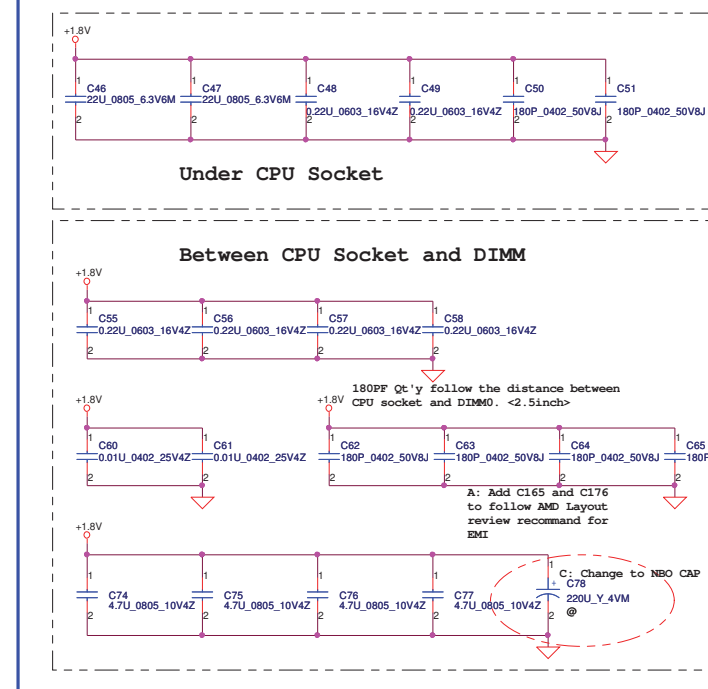 +1.8V
1 1 1 1 1 1
C46 C47 C48 C49 C50 C51
22U_0805_6.3V6M 22U_0805_6.3V6M 0.22U_0603_16V4Z 0.22U_0603_16V4Z 180P_0402_50V8J 180P_0402_50V8J
2 2 2 2 2 2
Under CPU Socket
Between CPU Socket and DIMM
+1.8V
1 1 1 1
C55 C56 C57 C58
0.22U_0603_16V4Z 0.22U_0603_16V4Z 0.22U_0603_16V4Z 0.22U_0603_16V4Z
2 2 2 2
180PF Qt'y follow the distance between
CPU socket and DIMM0. <2.5inch>
+1.8V +1.8V
1 1 1 1 1 1
C60 C61 C62 C63 C64 C65
0.01U_0402_25V4Z 0.01U_0402_25V4Z 180P_0402_50V8J 180P_0402_50V8J 180P_0402_50V8J 180P
2 2 2 2 2 2
A: Add C165 and C176
to follow AMD Layout
review recommand for
EMI
+1.8V
1 1 1 1 1
C: Change to NBO CAP
C74 C75 C76 C77 + C78
4.7U_0805_10V4Z 4.7U_0805_10V4Z 4.7U_0805_10V4Z 4.7U_0805_10V4Z 220U_Y_4VM
2 2 2 2 2 @